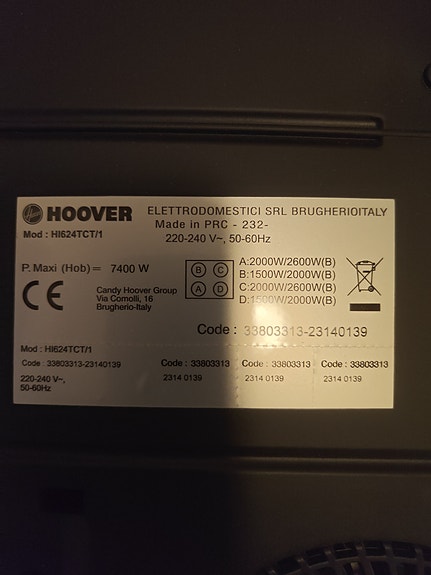 HOOVER ELETTRODOMESTICI SRL BRUGHERIOITALY
Made in PRC - 232-
Mod : HI624TCT/1 220-240 V~, 50-60Hz
P. Maxi (Hob) = 7400 W
B C
A D
A:2000W/2600W(B)
B:1500W/2000W(B)
C:2000W/2600W(B)
D:1500W/2000W(B)
CE
Candy Hoover Group
Via Comolli, 16
Brugherio-Italy
Code : 33803313-23140139
Mod : HI624TCT/1
Code : 33803313-23140139
220-240 V~,
50-60Hz
Code : 33803313
2314 0139
Code : 33803313
2314 0139
Code : 33803313
2314 0139